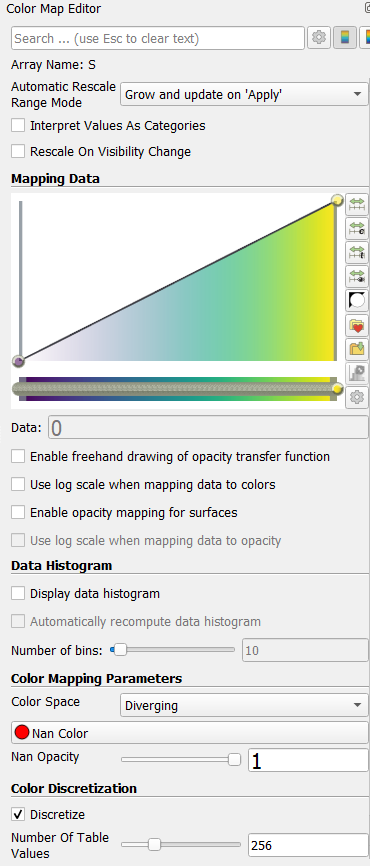 Color Map Editor
Search ... (use Esc to clear text)
Array Name: S
Automatic Rescale
Range Mode
Grow and update on 'Apply'
Interpret Values As Categories
Rescale On Visibility Change
Mapping Data
Data:
0
Enable freehand drawing of opacity transfer function
Use log scale when mapping data to colors
Enable opacity mapping for surfaces
Use log scale when mapping data to opacity
Data Histogram
Display data histogram
Automatically recompute data histogram
Number of bins:
10
Color Mapping Parameters
Color Space
Diverging
Nan Color
Nan Opacity
1
Color Discretization
Discretize
Number Of Table
Values
256